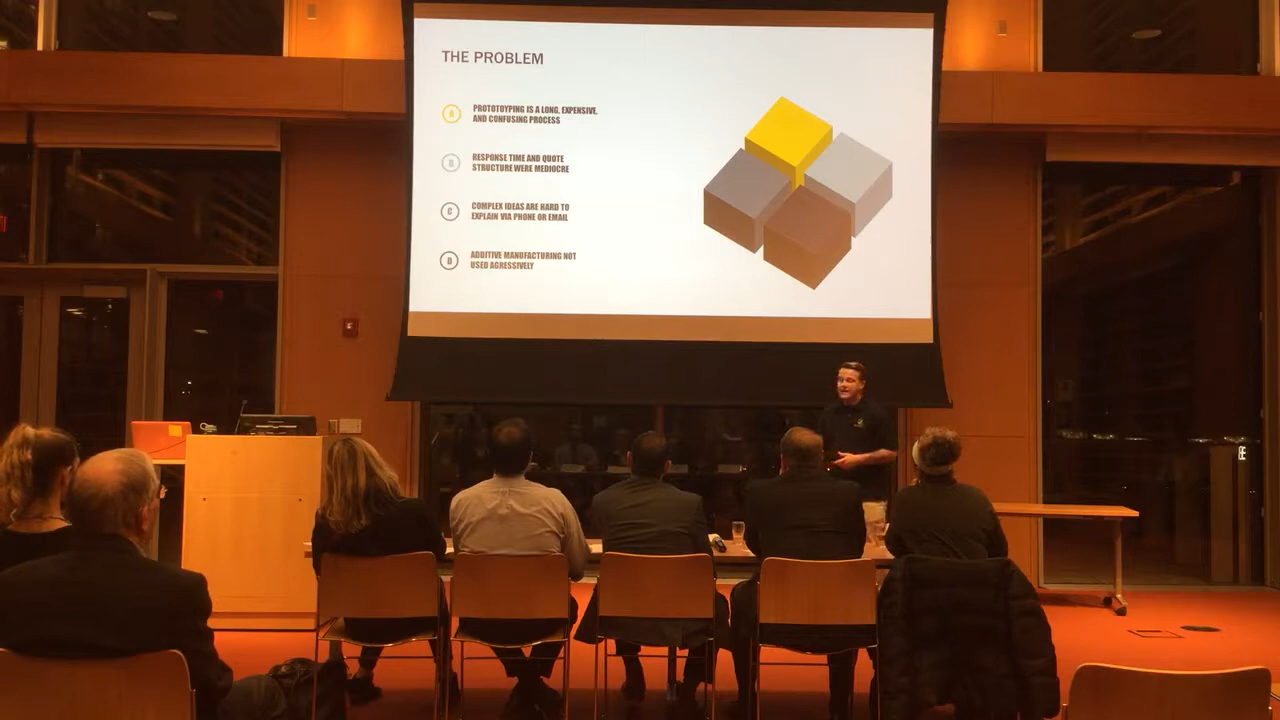 THE PROBLEM
A
PROTOTOYPING IS A LONG, EXPENSIVE,
AND CONFUSING PROCESS
B
RESPONSE TIME AND QUOTE
STRUCTURE WERE MEDIOCRE
C
COMPLEX IDEAS ARE HARD TO
EXPLAIN VIA PHONE OR EMAIL
D
ADDITIVE MANUFACTURING NOT
USED AGRESSIVELY